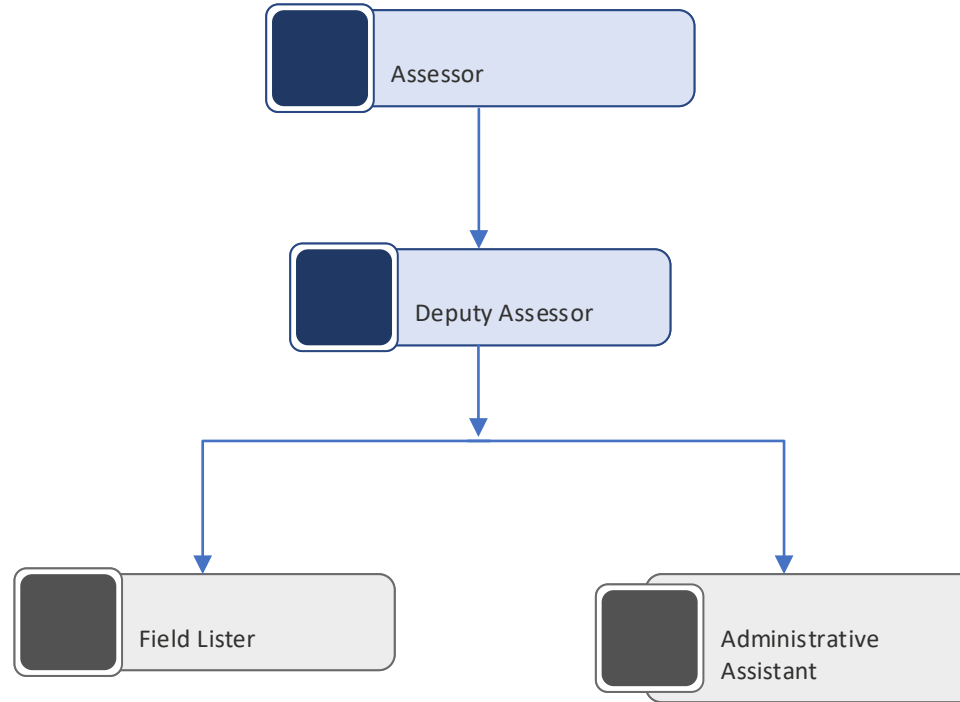 Assessor
Deputy Assessor
Field Lister
Administrative
Assistant